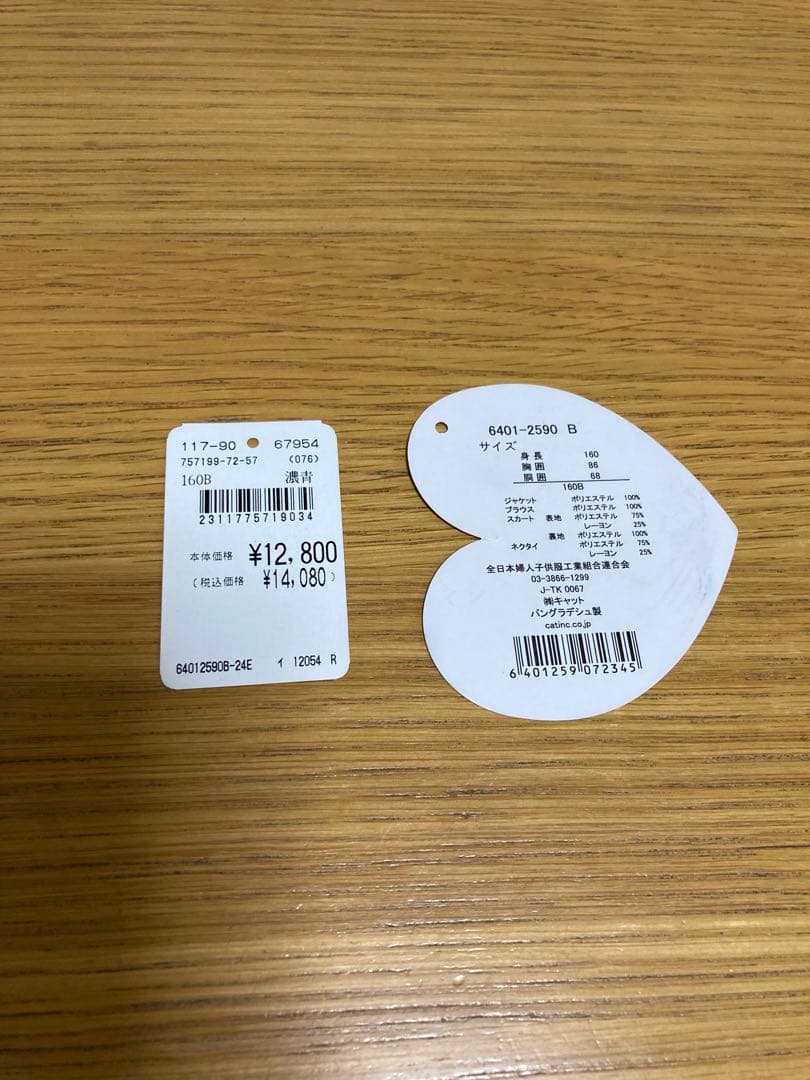 117-90 67954
757199-72-57 (076)
160B 濃青
2311775719034
本体価格 ¥12,800
(税込価格 ¥14,080)
64012590B-24E イ 12054 R
6401-2590 B
サイズ
身長 160
胸囲 86
胴囲 68
160B
ジャケット ポリエステル 100%
ブラウス ポリエステル 100%
スカート 表地 ポリエステル 75%
レーヨン 25%
裏地 ポリエステル 100%
ネクタイ ポリエステル 75%
レーヨン 25%
全日本婦人子供服工業組合連合会
03-3866-1299
J-TK 0067
㈱キャット
バングラデシュ製
catinc.co.jp
6 401259 072345